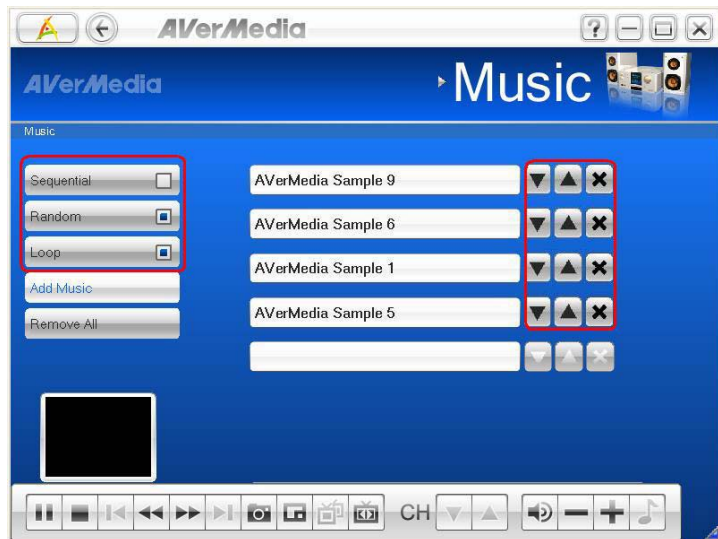 AVerMedia
?
AVerMedia
Music
Music
Sequential
Random
Loop
Add Music
Remove All
AVerMedia Sample 9
AVerMedia Sample 6
AVerMedia Sample 1
AVerMedia Sample 5
CH